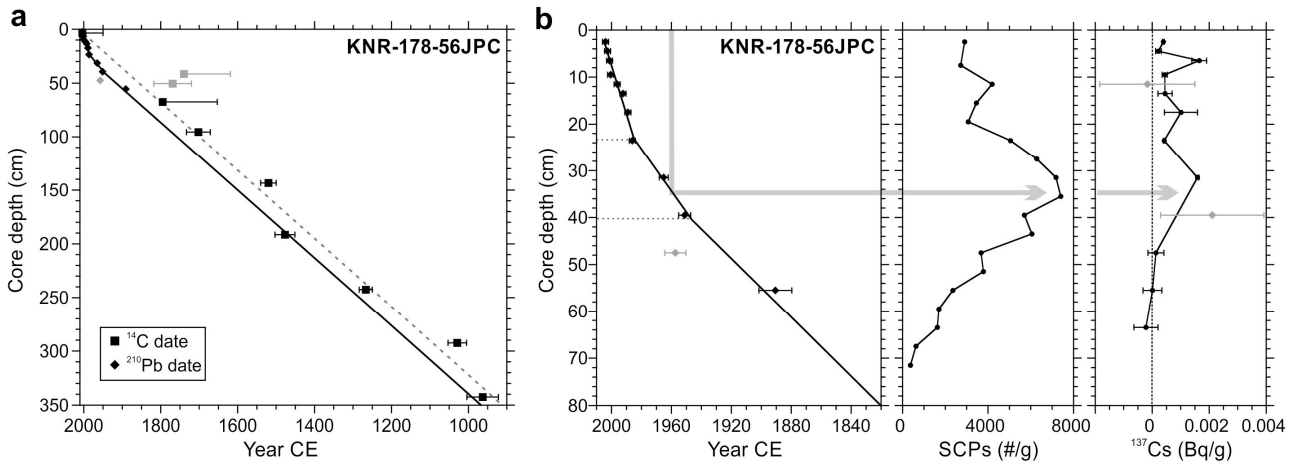 a
KNR-178-56JPC
0
50
100
150
200
250
300
350
Core depth (cm)
¹⁴C date
²¹⁰Pb date
2000 1800 1600 1400 1200 1000
Year CE
b
KNR-178-56JPC
0
10
20
30
40
50
60
70
80
Core depth (cm)
2000 1960 1920 1880 1840
Year CE
0 4000 8000
SCPs (#/g)
0 0.002 0.004
¹³⁷Cs (Bq/g)